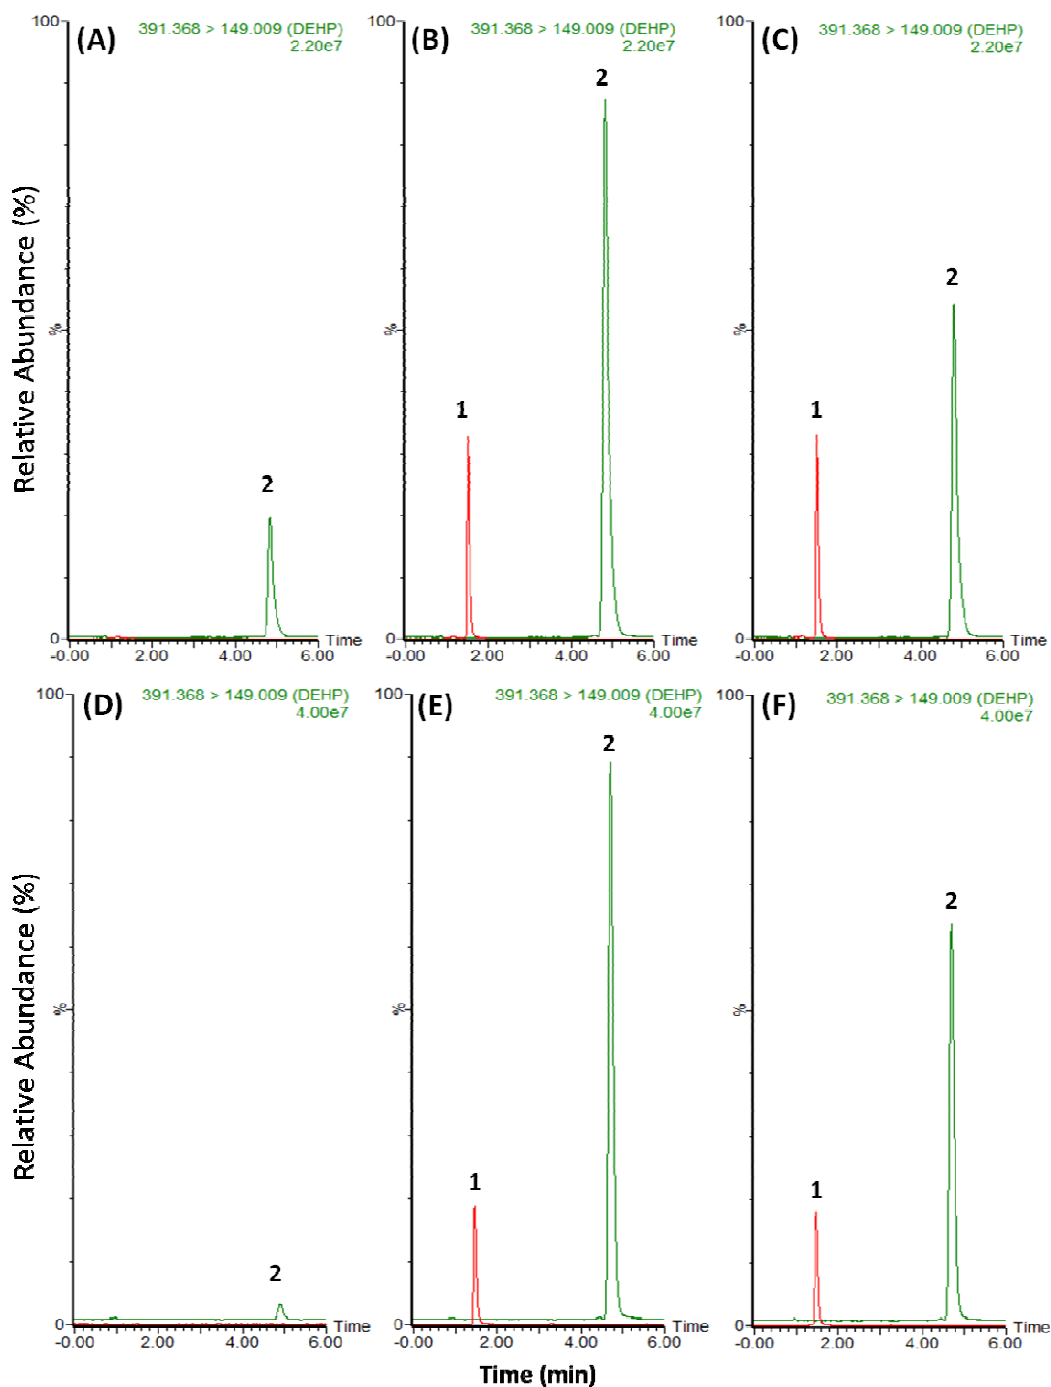 100
(A)
391.368 > 149.009 (DEHP)
2.20e7
2
%
0
-0.00
2.00
4.00
6.00
Time
(B)
391.368 > 149.009 (DEHP)
2.20e7
2
1
%
0
-0.00
2.00
4.00
6.00
Time
100
(C)
391.368 > 149.009 (DEHP)
2.20e7
2
1
%
0
-0.00
2.00
4.00
6.00
Time
Relative Abundance (%)
100
(D)
391.368 > 149.009 (DEHP)
4.00e7
2
%
0
-0.00
2.00
4.00
6.00
Time
100
(E)
391.368 > 149.009 (DEHP)
4.00e7
2
1
%
0
-0.00
2.00
4.00
6.00
Time
100
(F)
391.368 > 149.009 (DEHP)
4.00e7
2
1
%
0
-0.00
2.00
4.00
6.00
Time
Relative Abundance (%)
Time (min)